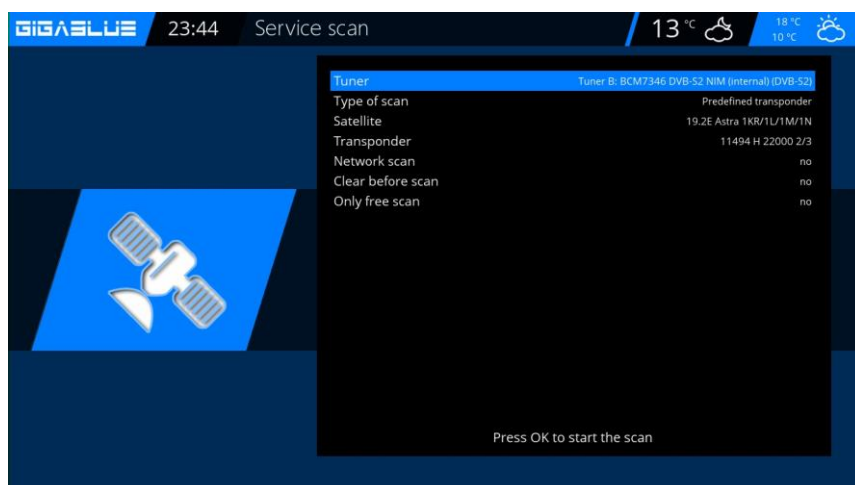 GIGABLUE 23:44 Service scan 13 °C 18 °C
10 °C
Tuner Tuner B: BCM7346 DVB-S2 NIM (internal) (DVB-S2)
Type of scan Predefined transponder
Satellite 19.2E Astra 1KR/1L/1M/1N
Transponder 11494 H 22000 2/3
Network scan no
Clear before scan no
Only free scan no
Press OK to start the scan